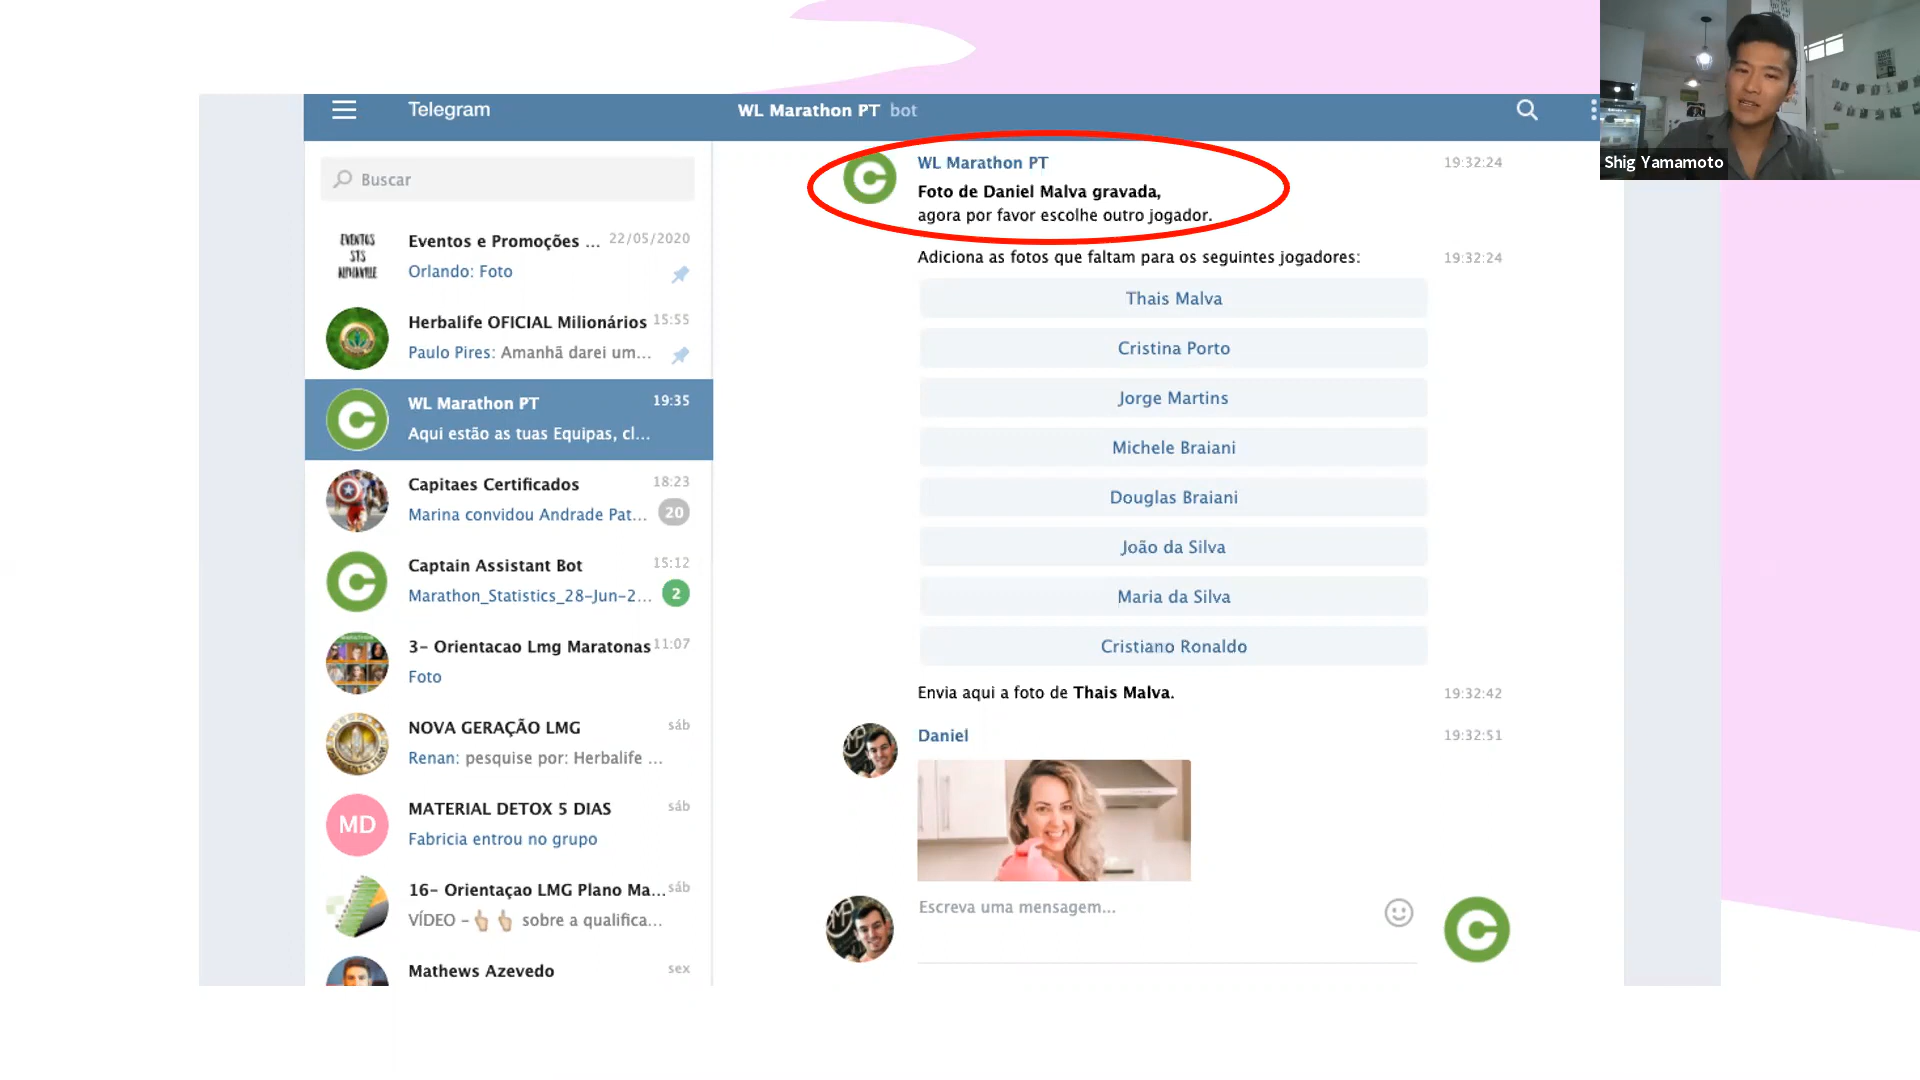 Telegram
WL Marathon PT bot
Shig Yamamoto
Buscar
EVENTOS
STS
ALPHAVILLE
Eventos e Promoções ... 22/05/2020
Orlando: Foto
Herbalife OFICIAL Milionários 15:55
Paulo Pires: Amanhã darei um...
WL Marathon PT 19:35
Aqui estão as tuas Equipas, cl...
Capitaes Certificados 18:23
Marina convidou Andrade Pat... 20
Captain Assistant Bot 15:12
Marathon_Statistics_28-Jun-2... 2
3- Orientacao Lmg Maratonas 11:07
Foto
NOVA GERAÇÃO LMG sáb
Renan: pesquise por: Herbalife ...
MD
MATERIAL DETOX 5 DIAS sáb
Fabricia entrou no grupo
16- Orientaçao LMG Plano Ma... sáb
VÍDEO - 👆🏻 👆🏻 sobre a qualifica...
Mathews Azevedo sex
WL Marathon PT 19:32:24
Foto de Daniel Malva gravada,
agora por favor escolhe outro jogador.
Adiciona as fotos que faltam para os seguintes jogadores: 19:32:24
Thais Malva
Cristina Porto
Jorge Martins
Michele Braiani
Douglas Braiani
João da Silva
Maria da Silva
Cristiano Ronaldo
Envia aqui a foto de Thais Malva. 19:32:42
Daniel 19:32:51
Escreva uma mensagem...